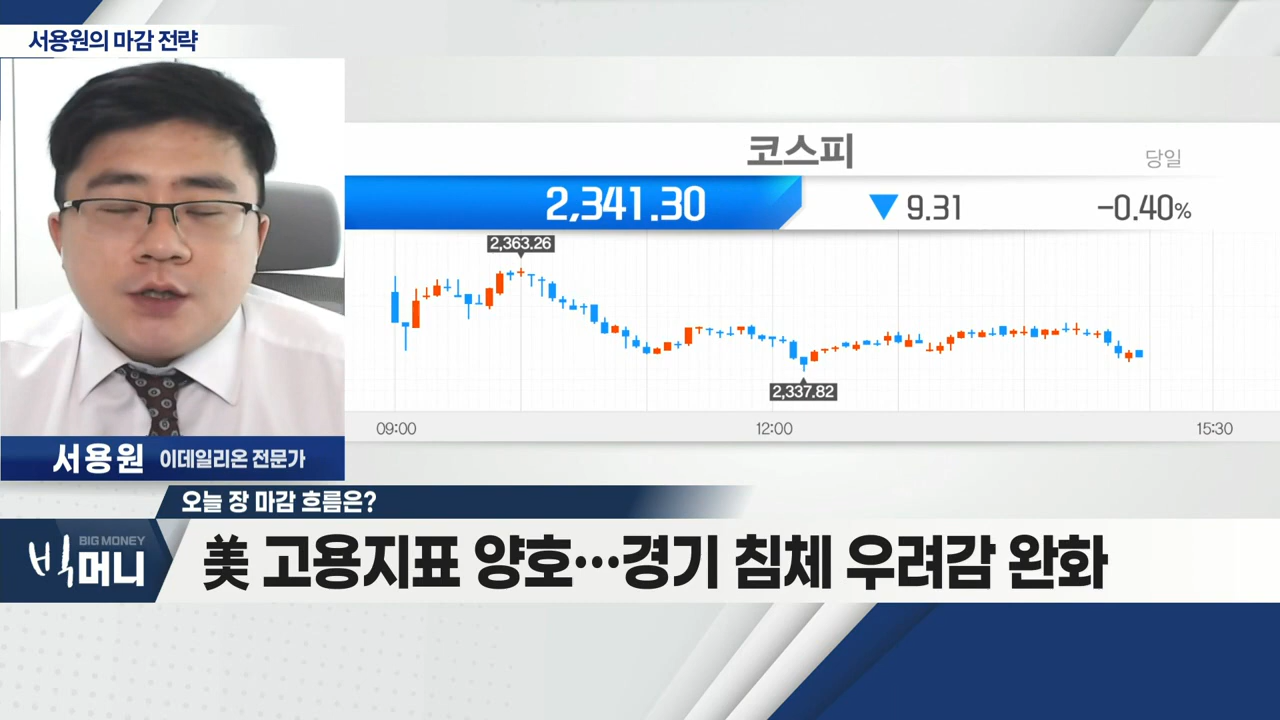 서용원의 마감 전략
코스피
당일
2,341.30 ▼ 9.31 -0.40%
2,363.26
2,337.82
09:00 12:00 15:30
서용원 이데일리온 전문가
오늘 장 마감 흐름은?
BIG MONEY
빅머니
美 고용지표 양호…경기 침체 우려감 완화